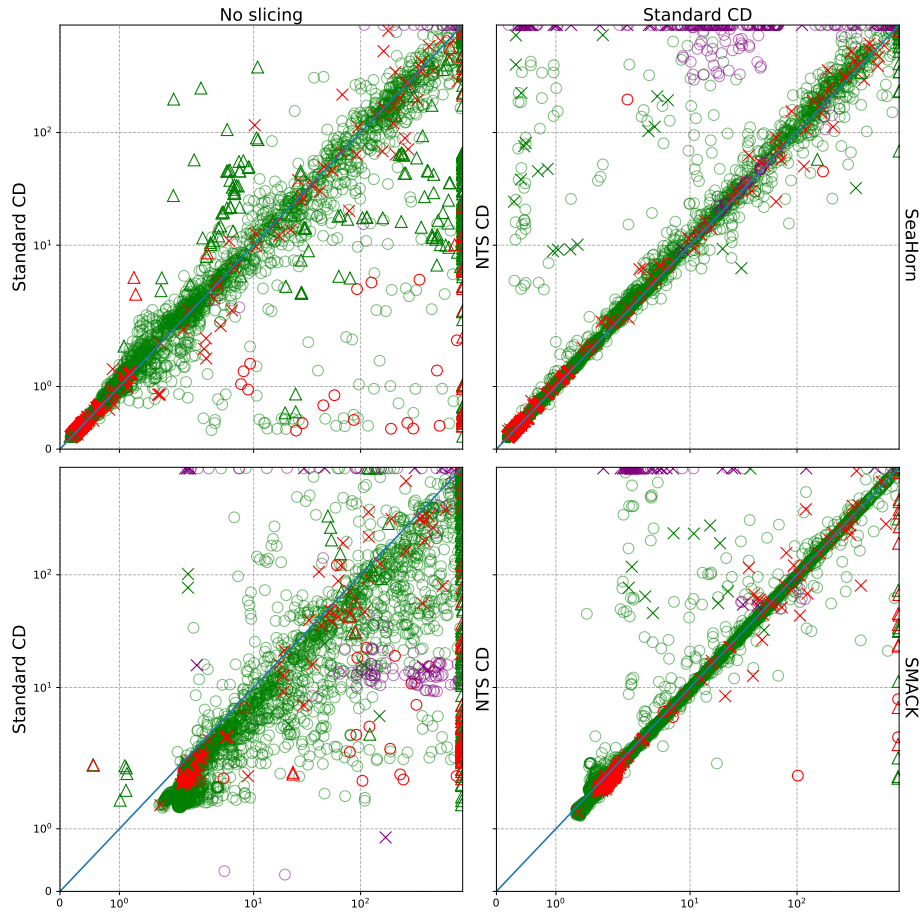 No slicing
Standard CD
Standard CD
10²
10¹
10⁰
0
NTS CD
SeaHorn
Standard CD
10²
10¹
10⁰
0
NTS CD
SMACK
0
10⁰
10¹
10²
0
10⁰
10¹
10²